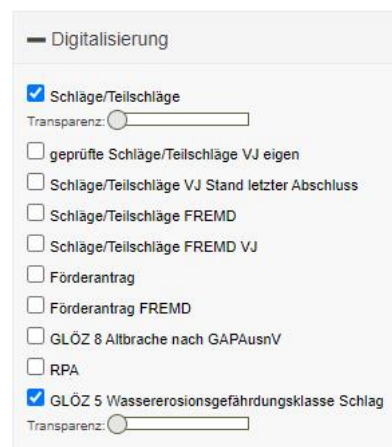 Digitalisierung
Schläge/Teilschläge
Transparenz:
geprüfte Schläge/Teilschläge VJ eigen
Schläge/Teilschläge VJ Stand letzter Abschluss
Schläge/Teilschläge FREMD
Schläge/Teilschläge FREMD VJ
Förderantrag
Förderantrag FREMD
GLÖZ 8 Altbrache nach GAPAusnV
RPA
GLÖZ 5 Wassererosionsgefährdungsklasse Schlag
Transparenz: